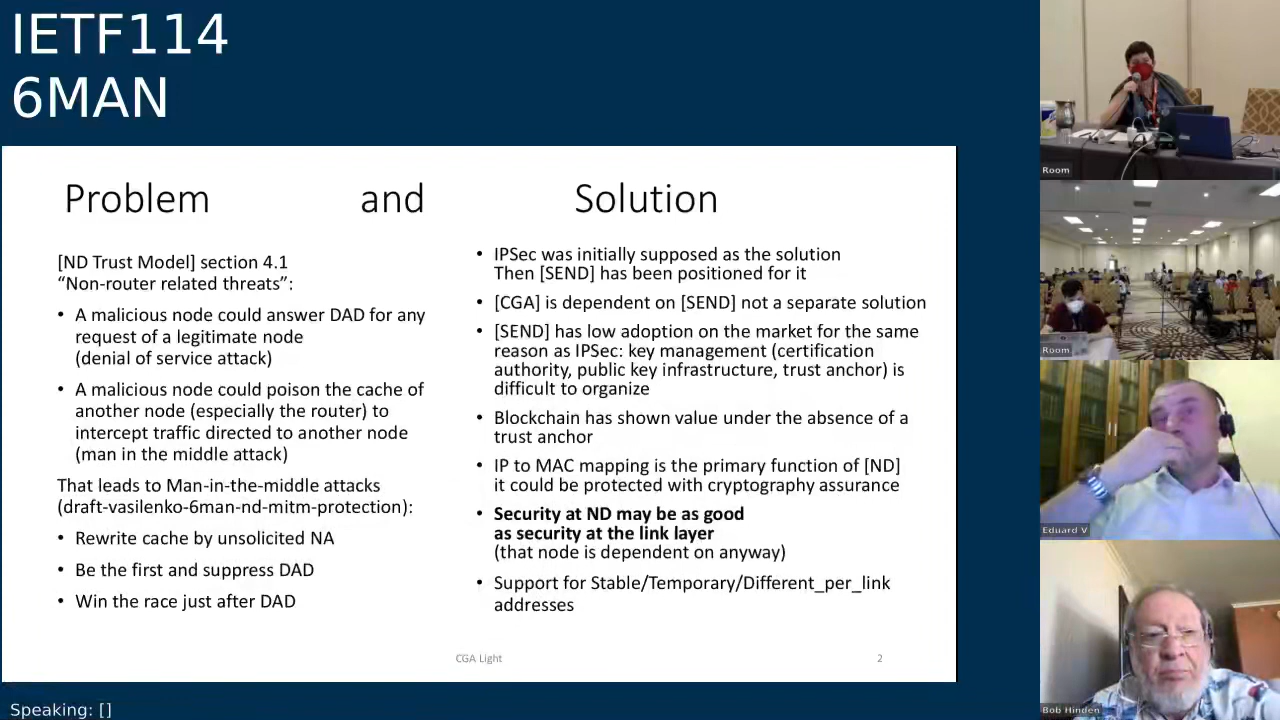 IETF114
6MAN
Problem and Solution
[ND Trust Model] section 4.1
“Non-router related threats”:
• A malicious node could answer DAD for any
request of a legitimate node
(denial of service attack)
• A malicious node could poison the cache of
another node (especially the router) to
intercept traffic directed to another node
(man in the middle attack)
That leads to Man-in-the-middle attacks
(draft-vasilenko-6man-nd-mitm-protection):
• Rewrite cache by unsolicited NA
• Be the first and suppress DAD
• Win the race just after DAD
• IPSec was initially supposed as the solution
Then [SEND] has been positioned for it
• [CGA] is dependent on [SEND] not a separate solution
• [SEND] has low adoption on the market for the same
reason as IPSec: key management (certification
authority, public key infrastructure, trust anchor) is
difficult to organize
• Blockchain has shown value under the absence of a
trust anchor
• IP to MAC mapping is the primary function of [ND]
it could be protected with cryptography assurance
• Security at ND may be as good
as security at the link layer
(that node is dependent on anyway)
• Support for Stable/Temporary/Different_per_link
addresses
CGA Light
2
Speaking: []
Room
Room
Eduard V
Bob Hinden